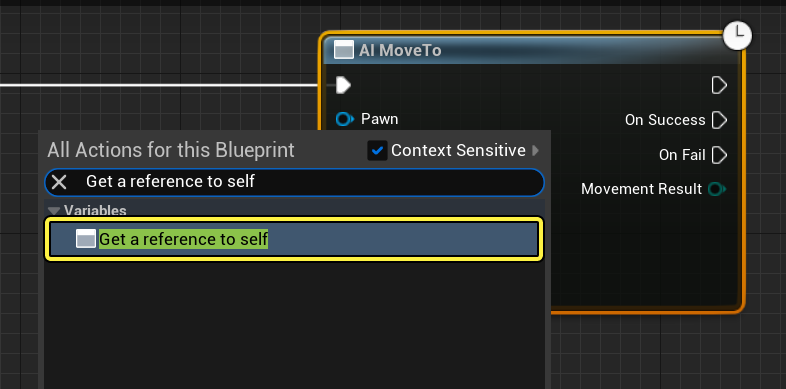 AI MoveTo
Pawn
On Success
On Fail
Movement Result
All Actions for this Blueprint
Context Sensitive
Get a reference to self
Variables
Get a reference to self